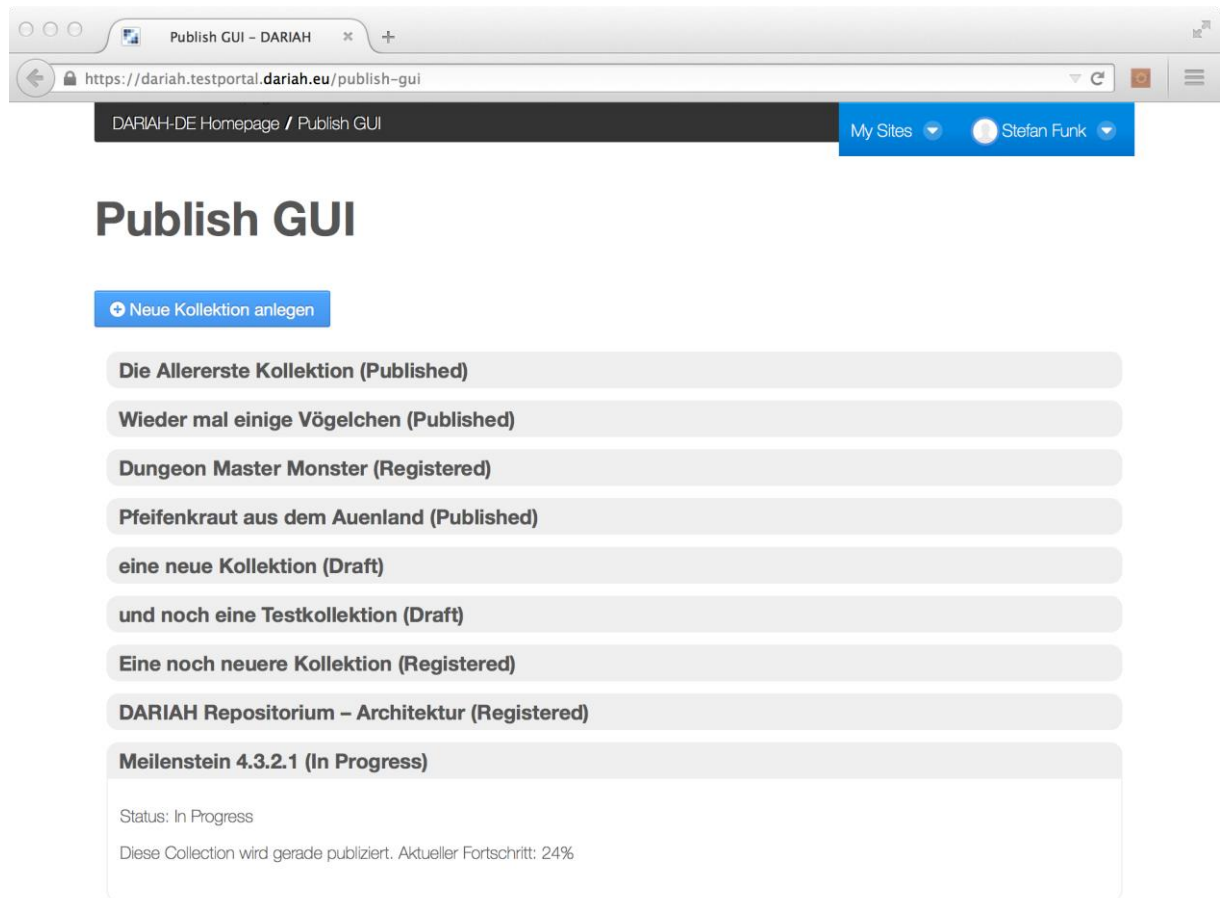 Publish GUI – DARIAH
https://dariah.testportal.dariah.eu/publish-gui
DARIAH-DE Homepage / Publish GUI
My Sites
Stefan Funk
Publish GUI
Neue Kollektion anlegen
Die Allererste Kollektion (Published)
Wieder mal einige Vögelchen (Published)
Dungeon Master Monster (Registered)
Pfeifenkraut aus dem Auenland (Published)
eine neue Kollektion (Draft)
und noch eine Testkollektion (Draft)
Eine noch neuere Kollektion (Registered)
DARIAH Repositorium – Architektur (Registered)
Meilenstein 4.3.2.1 (In Progress)
Status: In Progress
Diese Collection wird gerade publiziert. Aktueller Fortschritt: 24%